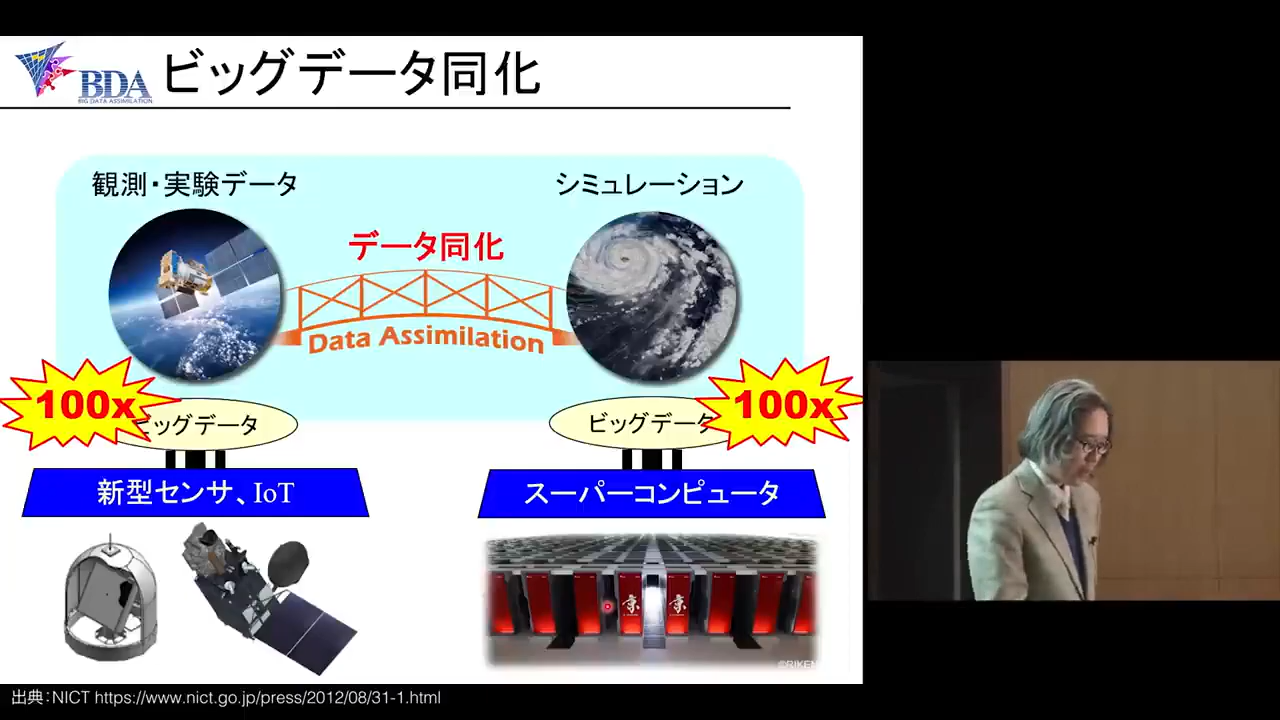 BDA
BIG DATA ASSIMILATION
ビッグデータ同化
観測・実験データ
シミュレーション
データ同化
Data Assimilation
100x
ビッグデータ
ビッグデータ
100x
新型センサ、IoT
スーパーコンピュータ
京
京
©RIKEN
出典：NICT https://www.nict.go.jp/press/2012/08/31-1.html